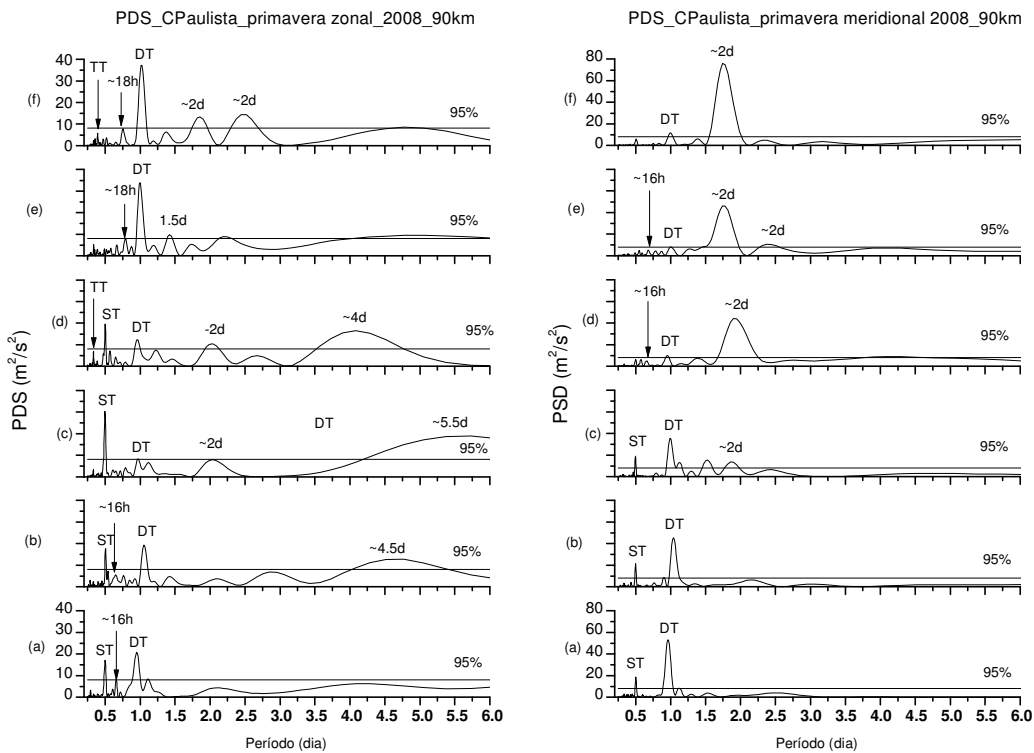 PDS_CPaulista_primavera zonal_2008_90km
PDS (m²/s²)
(f)
40
30
20
10
0
TT
~18h
DT
~2d
~2d
95%
(e)
~18h
DT
1.5d
95%
(d)
TT
ST
DT
-2d
~4d
95%
(c)
ST
DT
~2d
DT
~5.5d
95%
(b)
~16h
ST
DT
~4.5d
95%
(a)
40
30
20
10
0
~16h
ST
DT
95%
0.5 1.0 1.5 2.0 2.5 3.0 3.5 4.0 4.5 5.0 5.5 6.0
Período (dia)
PDS_CPaulista_primavera meridional 2008_90km
PSD (m²/s²)
(f)
80
60
40
20
0
~2d
DT
95%
(e)
~16h
DT
~2d
~2d
95%
(d)
~16h
DT
~2d
95%
(c)
ST
DT
~2d
95%
(b)
ST
DT
95%
(a)
80
60
40
20
0
ST
DT
95%
0.5 1.0 1.5 2.0 2.5 3.0 3.5 4.0 4.5 5.0 5.5 6.0
Período (dia)